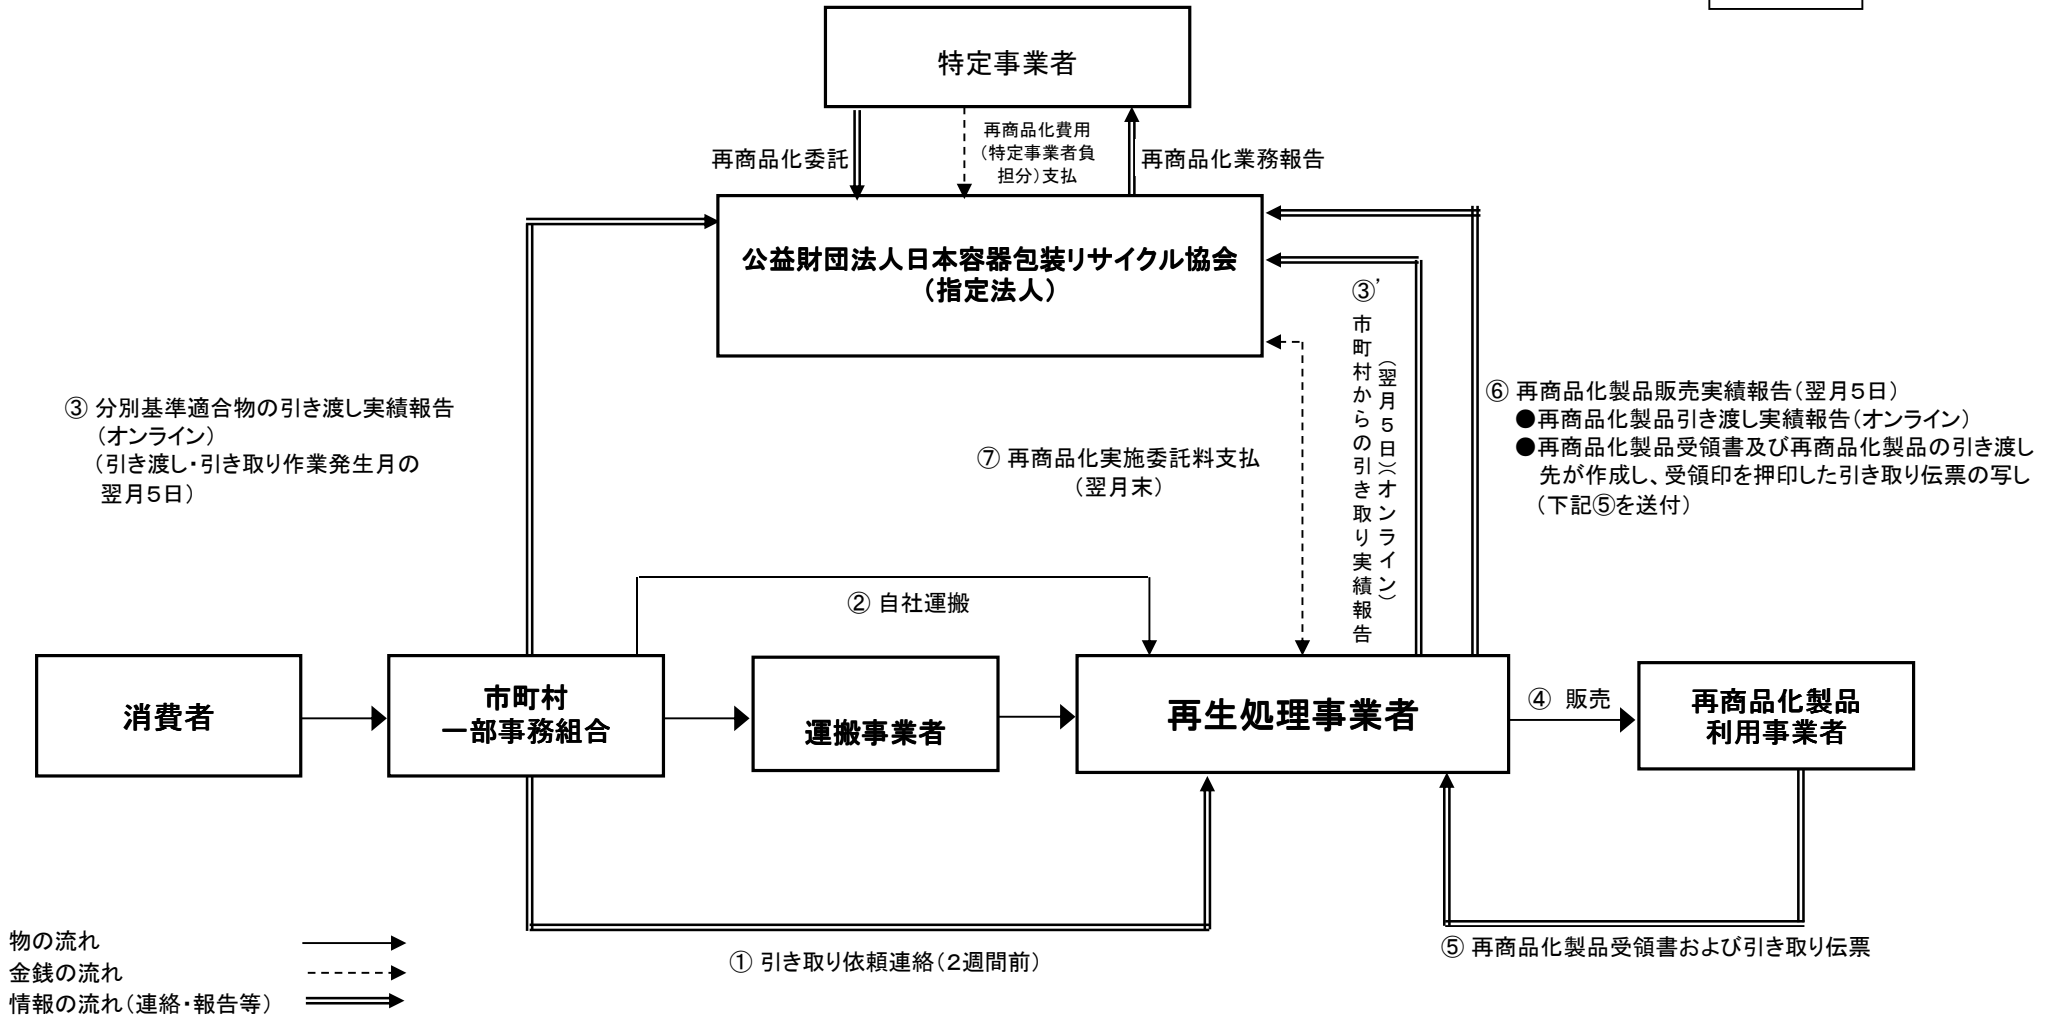 特定事業者
再商品化委託
再商品化費用
(特定事業者負
担分)支払
再商品化業務報告
公益財団法人日本容器包装リサイクル協会
(指定法人)
③’市町村からの引き取り実績報告
(翌月5日)(オンライン)
③ 分別基準適合物の引き渡し実績報告
(オンライン)
(引き渡し・引き取り作業発生月の
翌月5日)
⑦ 再商品化実施委託料支払
(翌月末)
⑥ 再商品化製品販売実績報告(翌月5日)
●再商品化製品引き渡し実績報告(オンライン)
●再商品化製品受領書及び再商品化製品の引き渡し
先が作成し、受領印を押印した引き取り伝票の写し
(下記⑤を送付)
② 自社運搬
消費者
市町村
一部事務組合
運搬事業者
再生処理事業者
④ 販売
再商品化製品
利用事業者
① 引き取り依頼連絡(2週間前)
⑤ 再商品化製品受領書および引き取り伝票
物の流れ
金銭の流れ
情報の流れ(連絡・報告等)